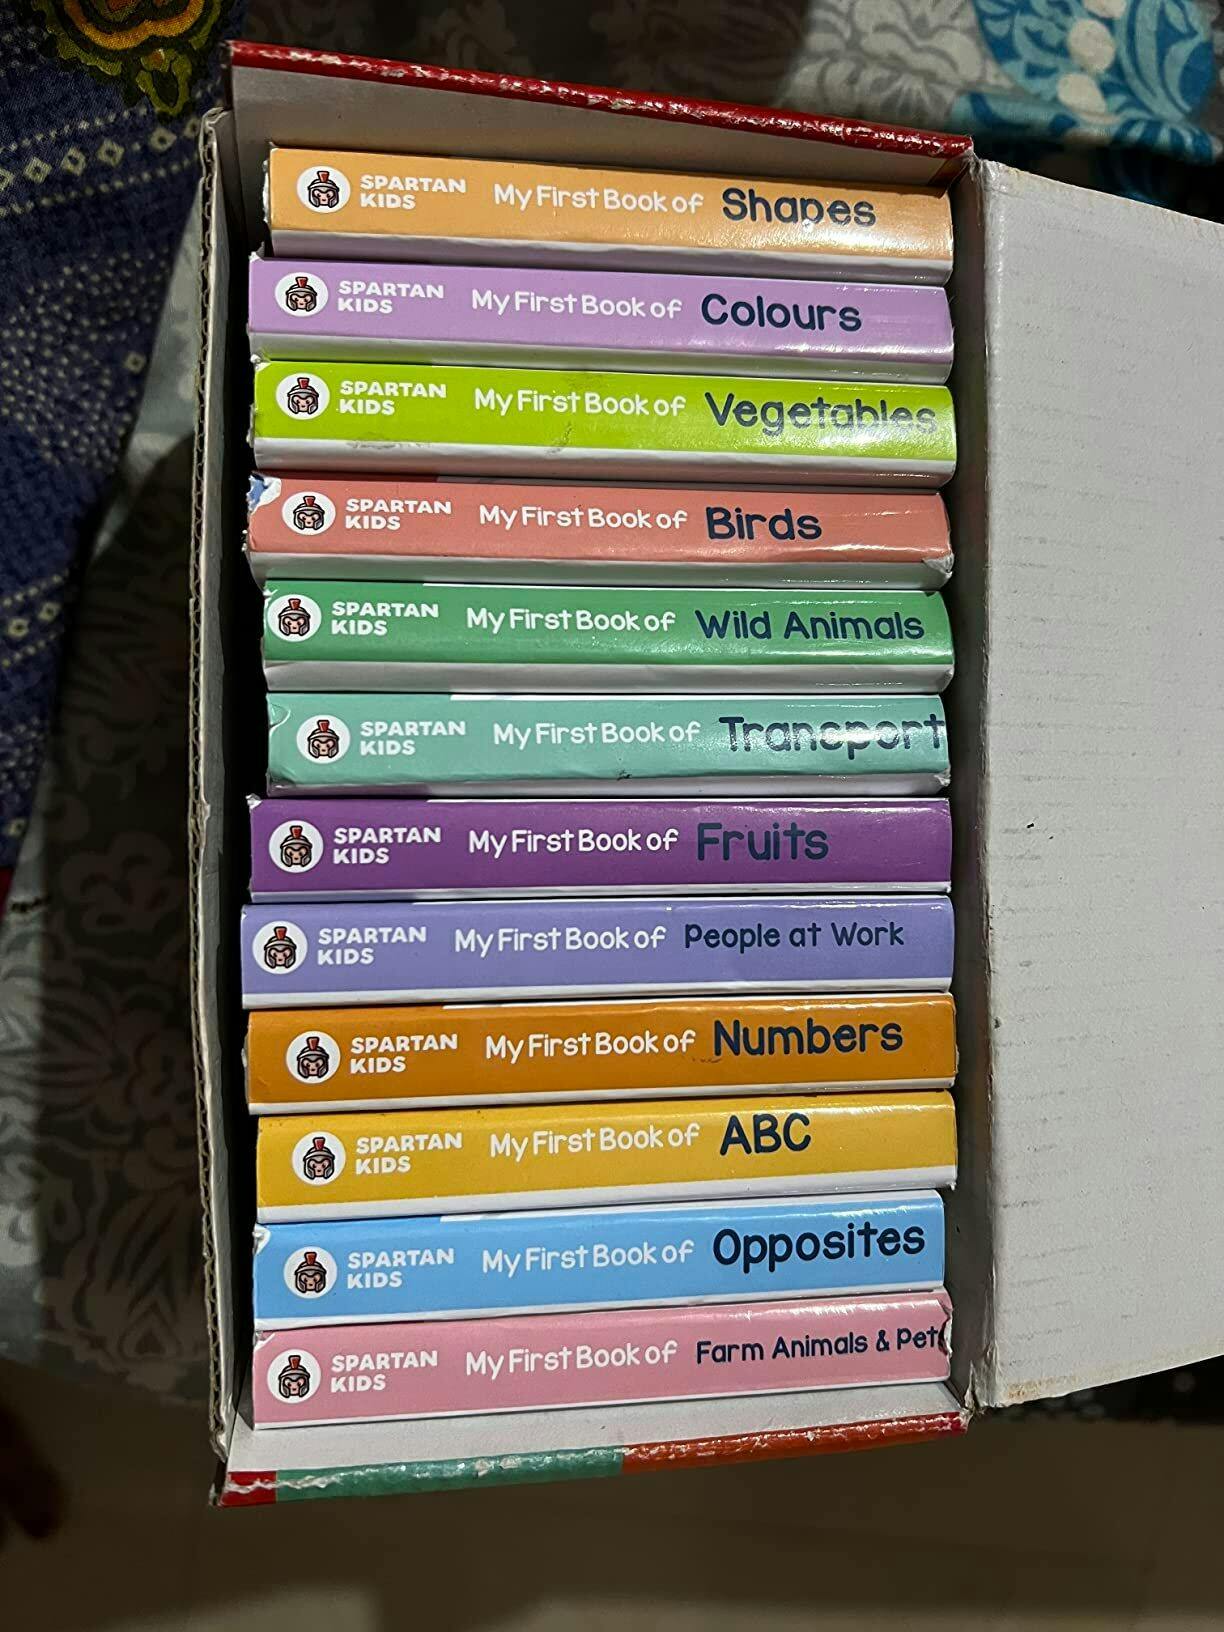 SPARTAN KIDS My First Book of Shapes
SPARTAN KIDS My First Book of Colours
SPARTAN KIDS My First Book of Vegetables
SPARTAN KIDS My First Book of Birds
SPARTAN KIDS My First Book of Wild Animals
SPARTAN KIDS My First Book of Transport
SPARTAN KIDS My First Book of Fruits
SPARTAN KIDS My First Book of People at Work
SPARTAN KIDS My First Book of Numbers
SPARTAN KIDS My First Book of ABC
SPARTAN KIDS My First Book of Opposites
SPARTAN KIDS My First Book of Farm Animals & Pet